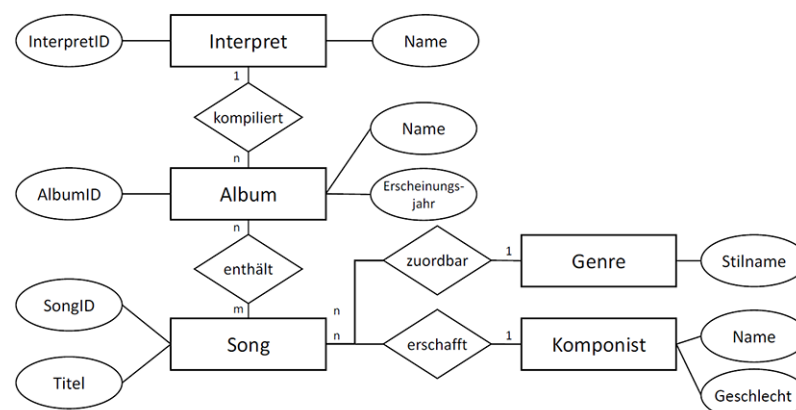 InterpretID
Interpret
Name
1
kompiliert
n
Name
AlbumID
Album
Erscheinungs-
jahr
n
enthält
zuordbar
1
Genre
Stilname
SongID
m
n
Song
n
erschafft
1
Komponist
Name
Titel
Geschlecht